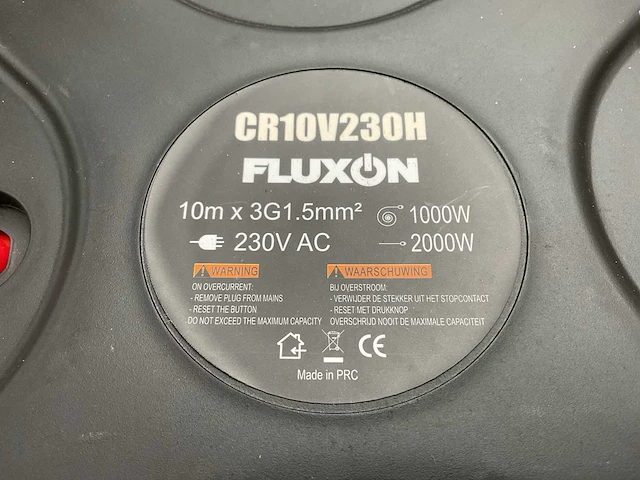 CR10V230H
FLUXON
10m x 3G1.5mm² 1000W
230V AC 2000W
WARNING
ON OVERCURRENT:
- REMOVE PLUG FROM MAINS
- RESET THE BUTTON
DO NOT EXCEED THE MAXIMUM CAPACITY
WAARSCHUWING
BIJ OVERSTROOM:
- VERWIJDER DE STEKKER UIT HET STOPCONTACT
- RESET MET DRUKKNOP
OVERSCHRIJD NOOIT DE MAXIMALE CAPACITEIT
CE
Made in PRC